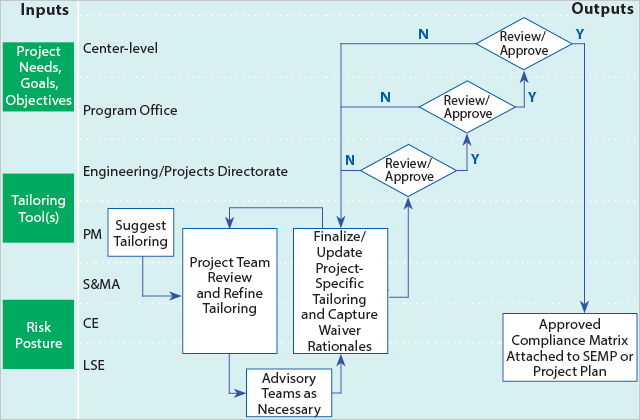 Inputs
Outputs
Project
Needs,
Goals,
Objectives
Tailoring
Tool(s)
Risk
Posture
Center-level
Program Office
Engineering/Projects Directorate
PM
S&MA
CE
LSE
Suggest
Tailoring
Project Team
Review
and Refine
Tailoring
Advisory
Teams as
Necessary
Finalize/
Update
Project-
Specific
Tailoring
and Capture
Waiver
Rationales
Review/
Approve
N
Y
Review/
Approve
N
Y
Review/
Approve
N
Y
Approved
Compliance Matrix
Attached to SEMP or
Project Plan